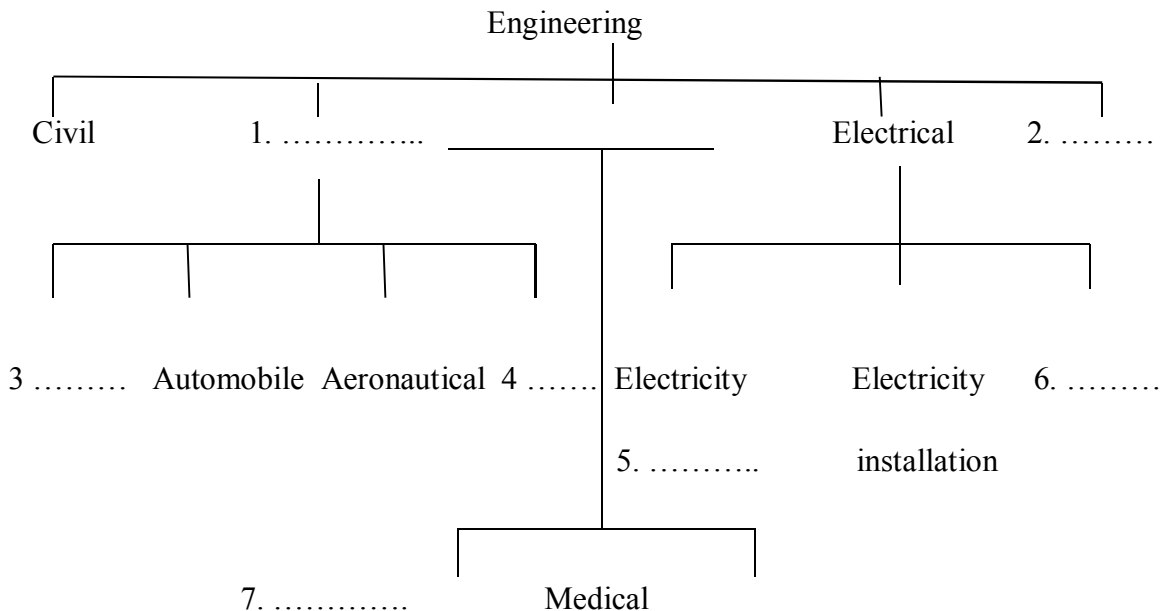 Engineering
Civil 1. ………….. Electrical 2. ………
3 ……… Automobile Aeronautical 4 ……. Electricity Electricity 6. ………
5. ……….. installation
7. …………. Medical